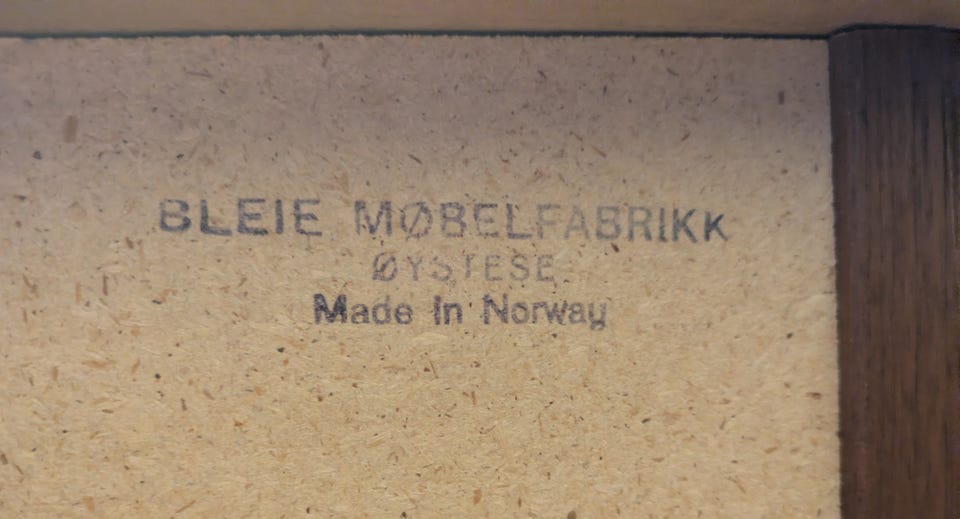 BLEIE MØBELFABRIKK
ØYSTESE
Made In Norway